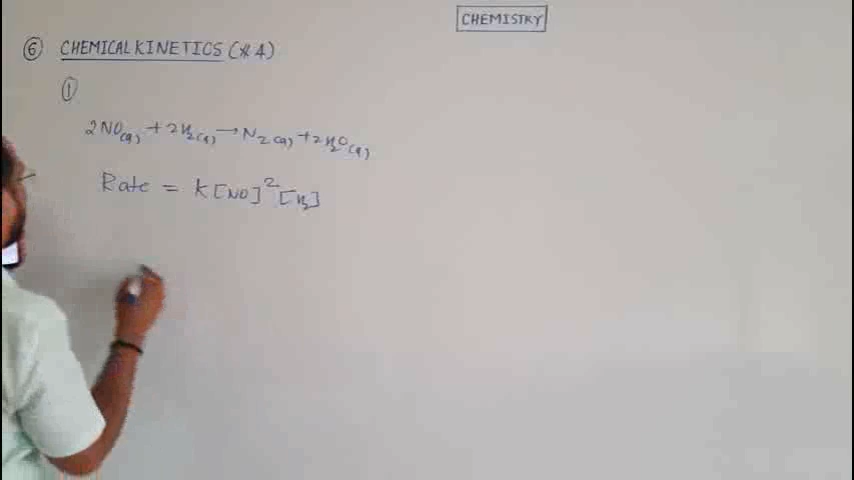 CHEMISTRY
⑥ CHEMICAL KINETICS (※4)
①
2NO(g) + 2H₂(g) → N₂(g) + 2H₂O(g)
Rate = K[NO]² [H₂]